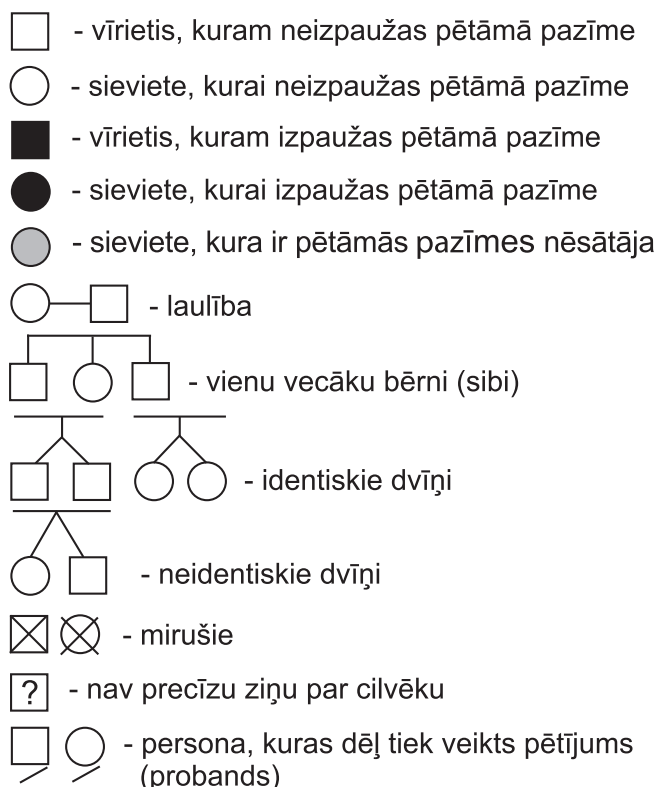 - vīrietis, kuram neizpaužas pētāmā pazīme
- sieviete, kurai neizpaužas pētāmā pazīme
- vīrietis, kuram izpaužas pētāmā pazīme
- sieviete, kurai izpaužas pētāmā pazīme
- sieviete, kura ir pētāmās pazīmes nēsātāja
- laulība
- vienu vecāku bērni (sibi)
- identiskie dvīņi
- neidentiskie dvīņi
- mirušie
? - nav precīzu ziņu par cilvēku
- persona, kuras dēļ tiek veikts pētījums
(probands)